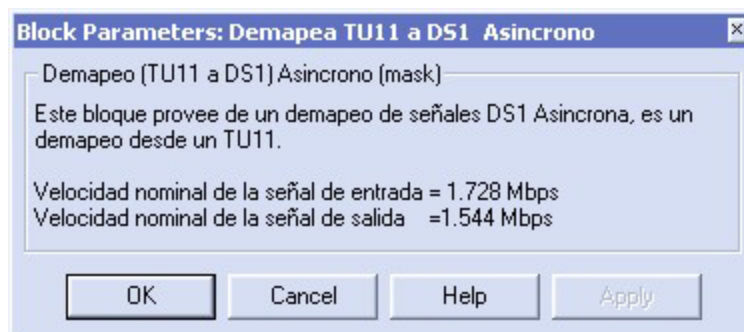 Block Parameters: Demapea TU11 a DS1 Asincrono
Demapeo (TU11 a DS1) Asincrono (mask)
Este bloque provee de un demapeo de señales DS1 Asincrona, es un
demapeo desde un TU11.
Velocidad nominal de la señal de entrada = 1.728 Mbps
Velocidad nominal de la señal de salida =1.544 Mbps
OK Cancel Help Apply